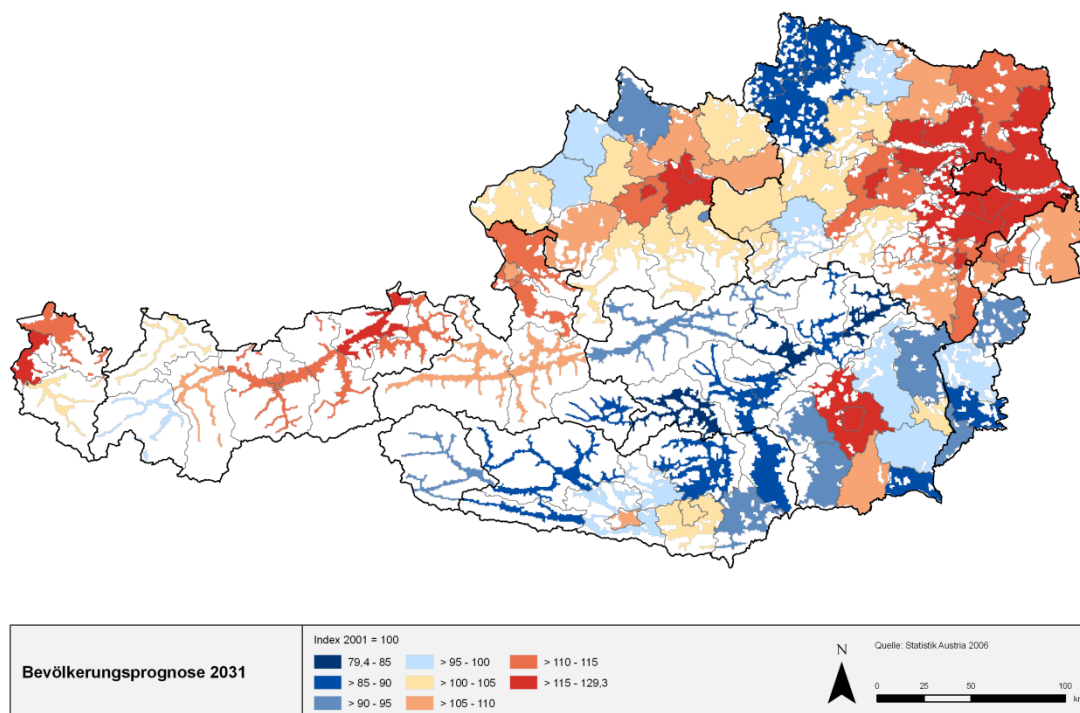 Bevölkerungsprognose 2031
Index 2001 = 100
79,4 - 85
> 85 - 90
> 90 - 95
> 95 - 100
> 100 - 105
> 105 - 110
> 110 - 115
> 115 - 129,3
N
Quelle: Statistik Austria 2006
0 25 50 100
km